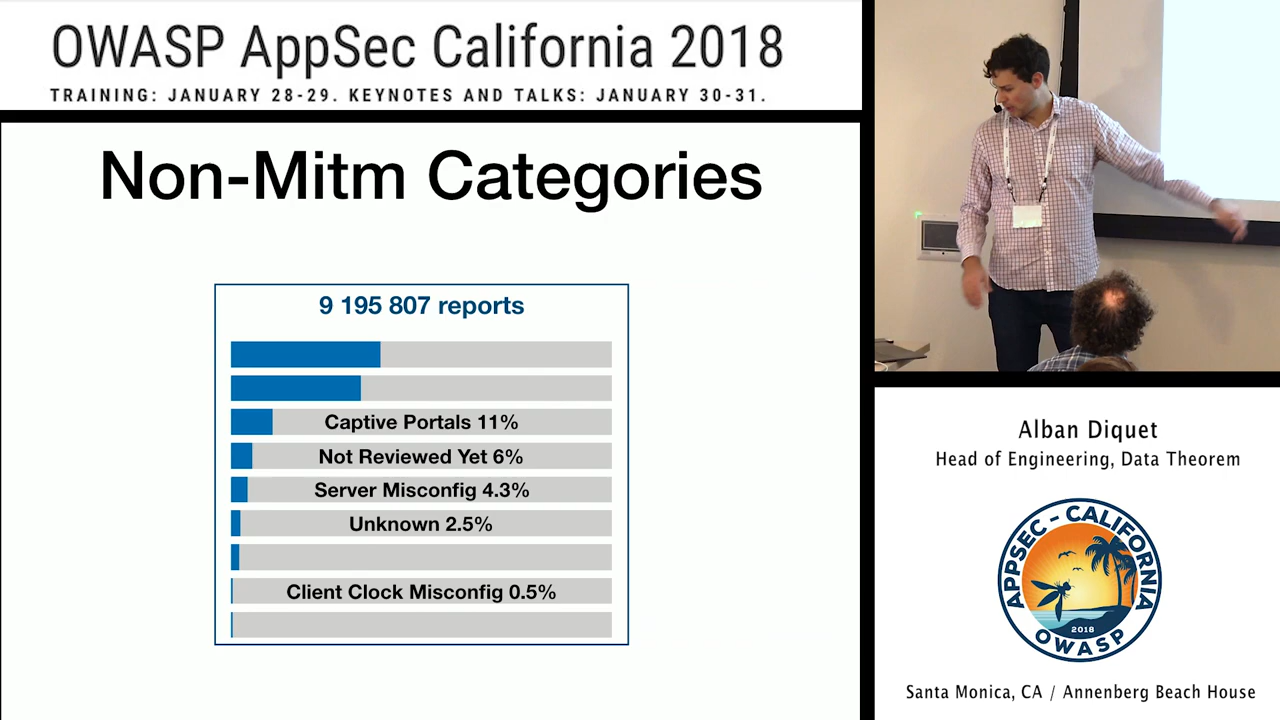 OWASP AppSec California 2018
TRAINING: JANUARY 28-29. KEYNOTES AND TALKS: JANUARY 30-31.
Non-Mitm Categories
9 195 807 reports
Captive Portals 11%
Not Reviewed Yet 6%
Server Misconfig 4.3%
Unknown 2.5%
Client Clock Misconfig 0.5%
Alban Diquet
Head of Engineering, Data Theorem
APPSEC - CALIFORNIA
2018
OWASP
Santa Monica, CA / Annenberg Beach House